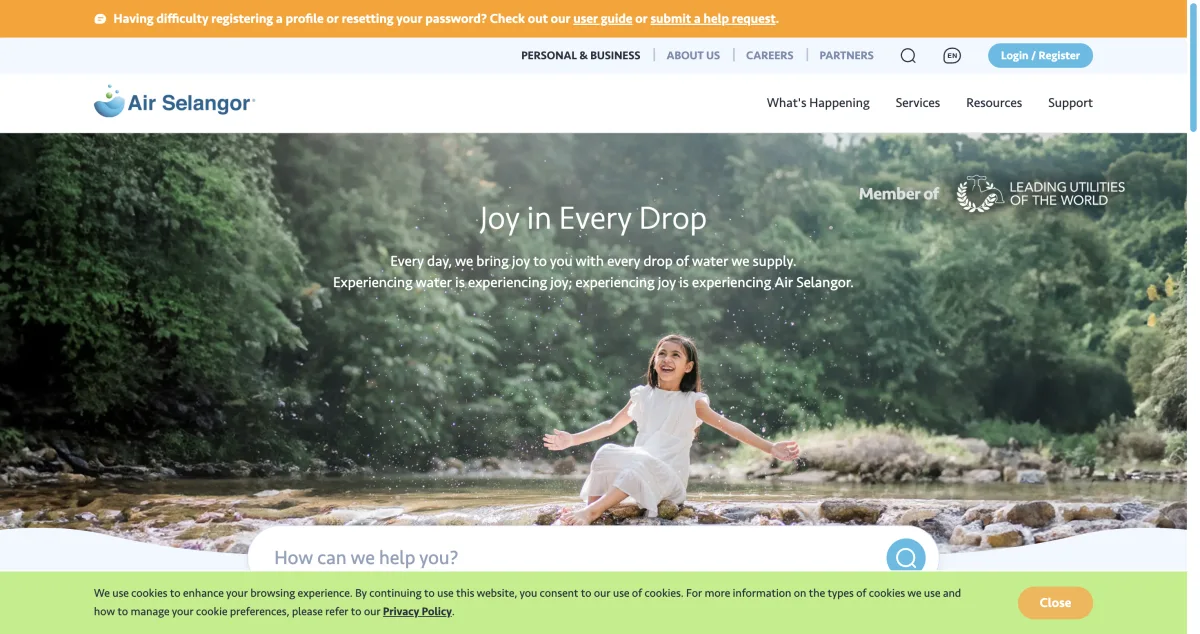 Having difficulty registering a profile or resetting your password? Check out our user guide or submit a help request.
PERSONAL & BUSINESS
ABOUT US
CAREERS
PARTNERS
EN
Login / Register
Air Selangor
What's Happening
Services
Resources
Support
Member of
LEADING UTILITIES
OF THE WORLD
Joy in Every Drop
Every day, we bring joy to you with every drop of water we supply.
Experiencing water is experiencing joy; experiencing joy is experiencing Air Selangor.
How can we help you?
We use cookies to enhance your browsing experience. By continuing to use this website, you consent to our use of cookies. For more information on the types of cookies we use and
how to manage your cookie preferences, please refer to our Privacy Policy.
Close